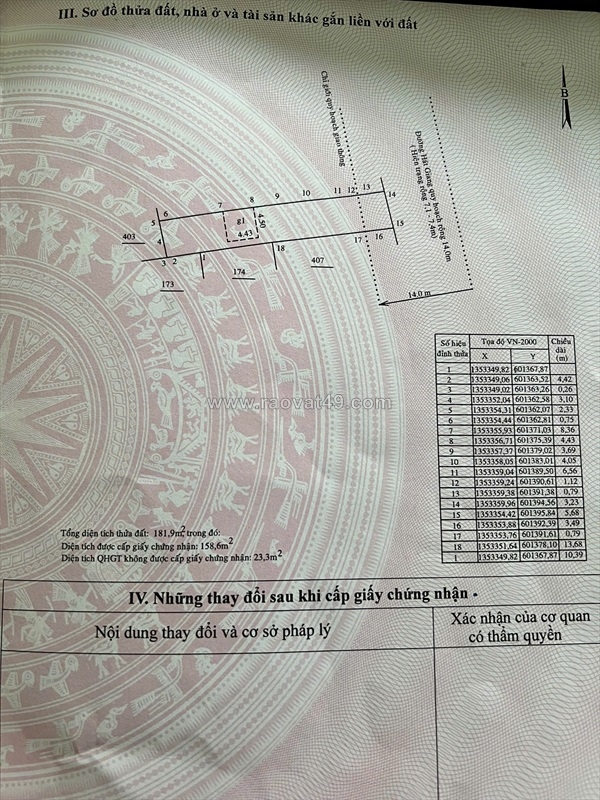 III. Sơ đồ thửa đất, nhà ở và tài sản khác gắn liền với đất
B
Chỉ giới quy hoạch giao thông
Đường Hát Giang quy hoạch rộng 14.0m
( Hiện trạng rộng 7.1 - 7.4m)
5
6
7
8
9
10
11
12
13
14
15
16
17
18
1
2
3
4
g1
4.50
4.43
403
173
174
407
14.0 m
Số hiệu đỉnh thửa Tọa độ VN-2000 Chiều dài (m)
X Y
1 1353349,82 601367,87
2 1353349,06 601363,52 4,42
3 1353349,02 601363,26 0,26
4 1353352,04 601362,58 3,10
5 1353354,31 601362,07 2,33
6 1353354,44 601362,81 0,75
7 1353355,93 601371,03 8,36
8 1353356,71 601375,39 4,43
9 1353357,37 601379,02 3,69
10 1353358,05 601383,01 4,05
11 1353359,04 601389,50 6,56
12 1353359,24 601390,61 1,12
13 1353359,38 601391,38 0,79
14 1353359,96 601394,56 3,23
15 1353354,42 601395,84 5,68
16 1353353,88 601392,39 3,49
17 1353353,76 601391,61 0,79
18 1353351,64 601378,10 13,68
1 1353349,82 601367,87 10,39
www.raovat49.com
Tổng diện tích thửa đất: 181,9m² trong đó:
Diện tích được cấp giấy chứng nhận: 158,6m²
Diện tích QHGT không được cấp giấy chứng nhận: 23,3m²
IV. Những thay đổi sau khi cấp giấy chứng nhận
Nội dung thay đổi và cơ sở pháp lý
Xác nhận của cơ quan
có thẩm quyền